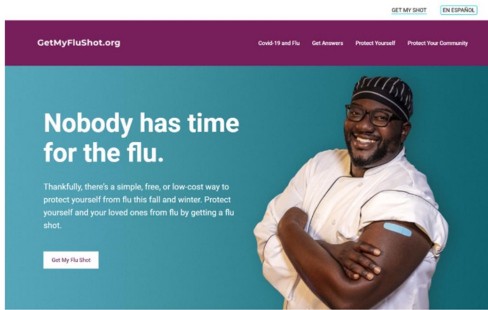 GET MY SHOT EN ESPAÑOL
GetMyFluShot.org Covid-19 and Flu Get Answers Protect Yourself Protect Your Community
Nobody has time
for the flu.
Thankfully, there's a simple, free, or low-cost way to
protect yourself from flu this fall and winter. Protect
yourself and your loved ones from flu by getting a flu
shot.
Get My Flu Shot